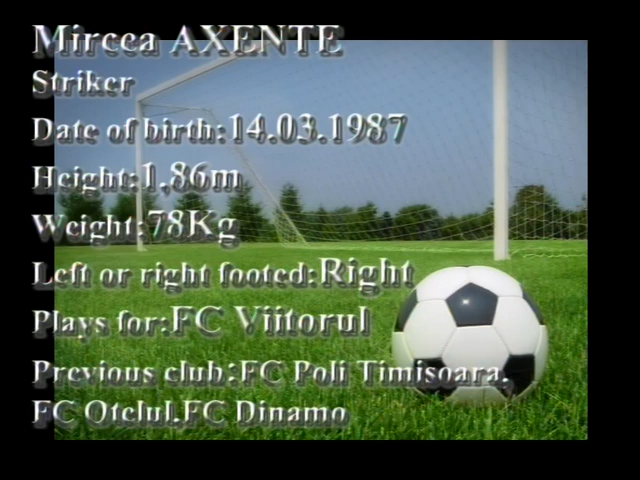 Mircea AXENTE
Striker
Date of birth:14.03.1987
Height:1,86m
Weight:78Kg
Left or right footed:Right
Plays for:FC Viitorul
Previous club:FC Poli Timisoara,
FC Otelul,FC Dinamo